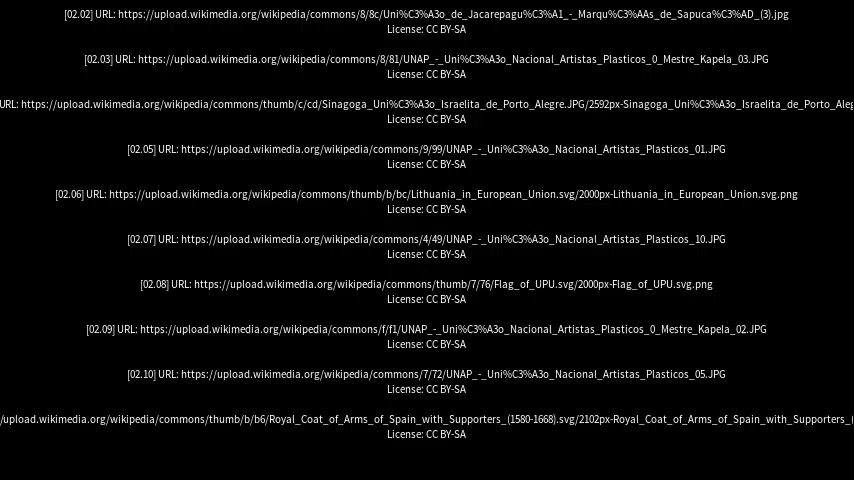 [02.02] URL: https://upload.wikimedia.org/wikipedia/commons/8/8c/Uni%C3%A3o_de_Jacarepagu%C3%A1_-_Marqu%C3%AAs_de_Sapuca%C3%AD_(3).jpg
License: CC BY-SA
[02.03] URL: https://upload.wikimedia.org/wikipedia/commons/8/81/UNAP_-_Uni%C3%A3o_Nacional_Artistas_Plasticos_0_Mestre_Kapela_03.JPG
License: CC BY-SA
URL: https://upload.wikimedia.org/wikipedia/commons/thumb/c/cd/Sinagoga_Uni%C3%A3o_Israelita_de_Porto_Alegre.JPG/2592px-Sinagoga_Uni%C3%A3o_Israelita_de_Porto_Aleg
License: CC BY-SA
[02.05] URL: https://upload.wikimedia.org/wikipedia/commons/9/99/UNAP_-_Uni%C3%A3o_Nacional_Artistas_Plasticos_01.JPG
License: CC BY-SA
[02.06] URL: https://upload.wikimedia.org/wikipedia/commons/thumb/b/bc/Lithuania_in_European_Union.svg/2000px-Lithuania_in_European_Union.svg.png
License: CC BY-SA
[02.07] URL: https://upload.wikimedia.org/wikipedia/commons/4/49/UNAP_-_Uni%C3%A3o_Nacional_Artistas_Plasticos_10.JPG
License: CC BY-SA
[02.08] URL: https://upload.wikimedia.org/wikipedia/commons/thumb/7/76/Flag_of_UPU.svg/2000px-Flag_of_UPU.svg.png
License: CC BY-SA
[02.09] URL: https://upload.wikimedia.org/wikipedia/commons/f/f1/UNAP_-_Uni%C3%A3o_Nacional_Artistas_Plasticos_0_Mestre_Kapela_02.JPG
License: CC BY-SA
[02.10] URL: https://upload.wikimedia.org/wikipedia/commons/7/72/UNAP_-_Uni%C3%A3o_Nacional_Artistas_Plasticos_05.JPG
License: CC BY-SA
/upload.wikimedia.org/wikipedia/commons/thumb/b/b6/Royal_Coat_of_Arms_of_Spain_with_Supporters_(1580-1668).svg/2102px-Royal_Coat_of_Arms_of_Spain_with_Supporters_(
License: CC BY-SA